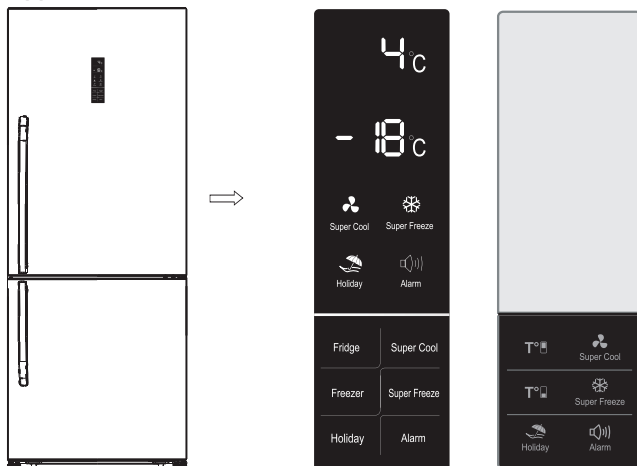 4°C
- 18°C
Super Cool Super Freeze
Holiday Alarm
Fridge Super Cool
Freezer Super Freeze
Holiday Alarm
T°
Super Cool
T°
Super Freeze
Holiday Alarm